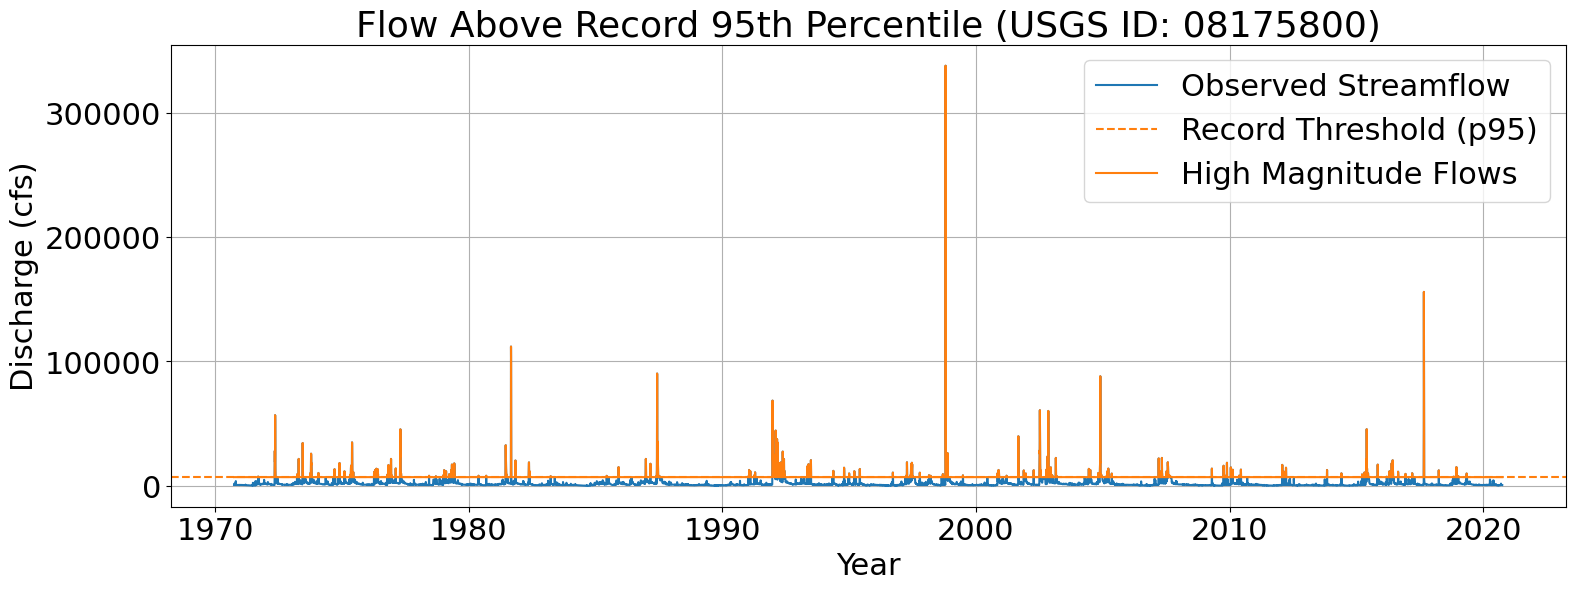 Flow Above Record 95th Percentile (USGS ID: 08175800)
Observed Streamflow
Record Threshold (p95)
High Magnitude Flows
300000
200000
100000
0
Discharge (cfs)
1970
1980
1990
2000
2010
2020
Year